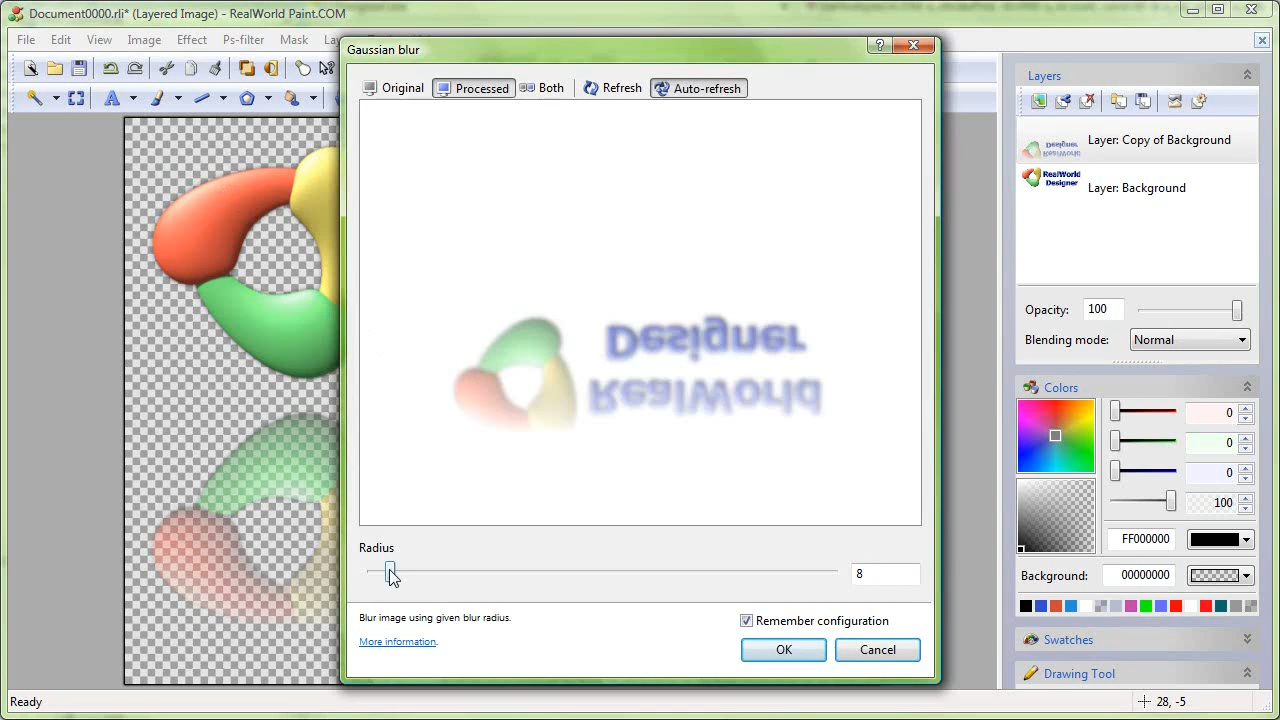 Document0000.rli* (Layered Image) - RealWorld Paint.COM
File Edit View Image Effect Ps-filter Mask
Gaussian blur
Original Processed Both Refresh Auto-refresh
Designer
RealWorld
Radius
8
Blur image using given blur radius.
More information.
Remember configuration
OK Cancel
Layers
Designer
RealWorld
Layer: Copy of Background
RealWorld
Designer
Layer: Background
Opacity: 100
Blending mode: Normal
Colors
0
0
0
100
FF000000
Background: 00000000
Swatches
Drawing Tool
Ready
28, -5